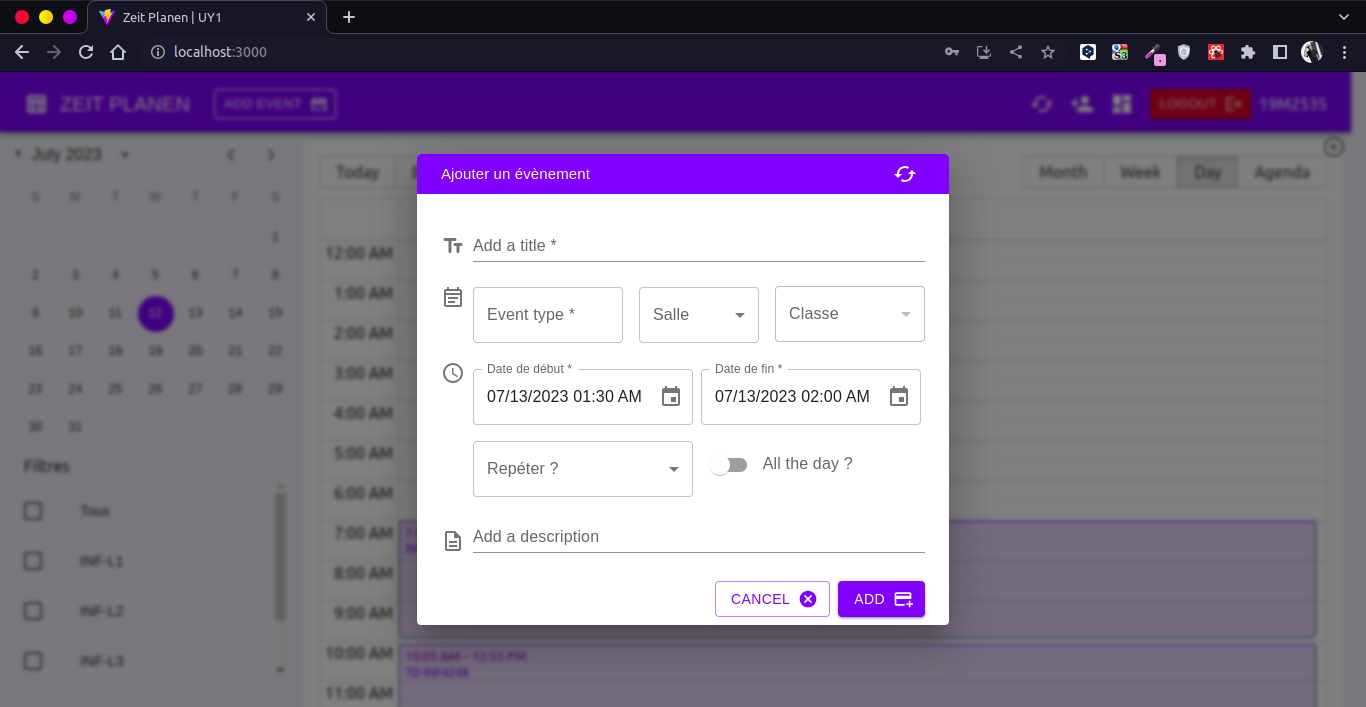 Zeit Planen | UY1
localhost:3000
ZEIT PLANEN
ADD EVENT
LOGOUT
19M2535
July 2023
S M T W T F S
1
2 3 4 5 6 7 8
9 10 11 12 13 14 15
16 17 18 19 20 21 22
23 24 25 26 27 28 29
30 31
Filtres
Tous
INF-L1
INF-L2
INF-L3
Today
Month Week Day Agenda
12:00 AM
1:00 AM
2:00 AM
3:00 AM
4:00 AM
5:00 AM
6:00 AM
7:00 AM
8:00 AM
9:00 AM
10:00 AM
11:00 AM
10:05 AM – 12:55 PM
TD INF4248
Ajouter un évènement
Add a title *
Event type *
Salle
Classe
Date de début *
07/13/2023 01:30 AM
Date de fin *
07/13/2023 02:00 AM
Repéter ?
All the day ?
Add a description
CANCEL
ADD